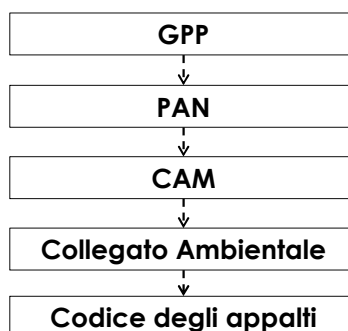 GPP
PAN
CAM
Collegato Ambientale
Codice degli appalti